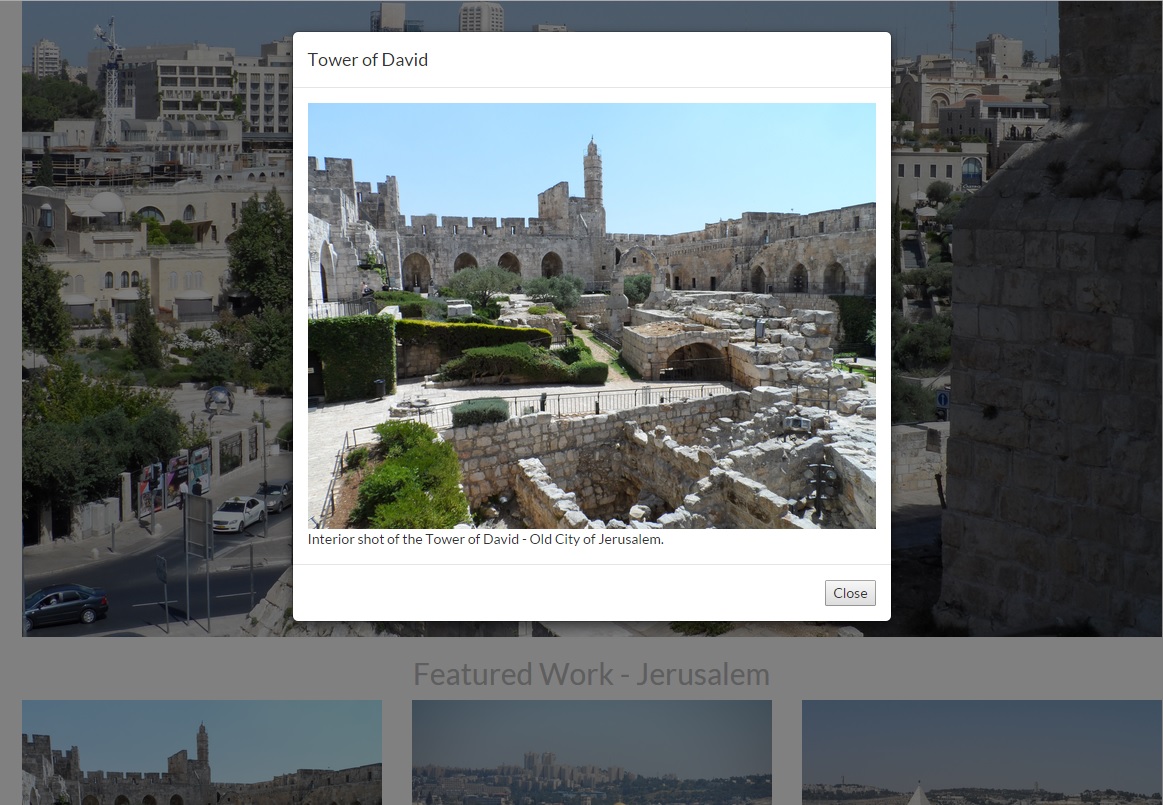 Tower of David
Interior shot of the Tower of David - Old City of Jerusalem.
Close
Featured Work - Jerusalem